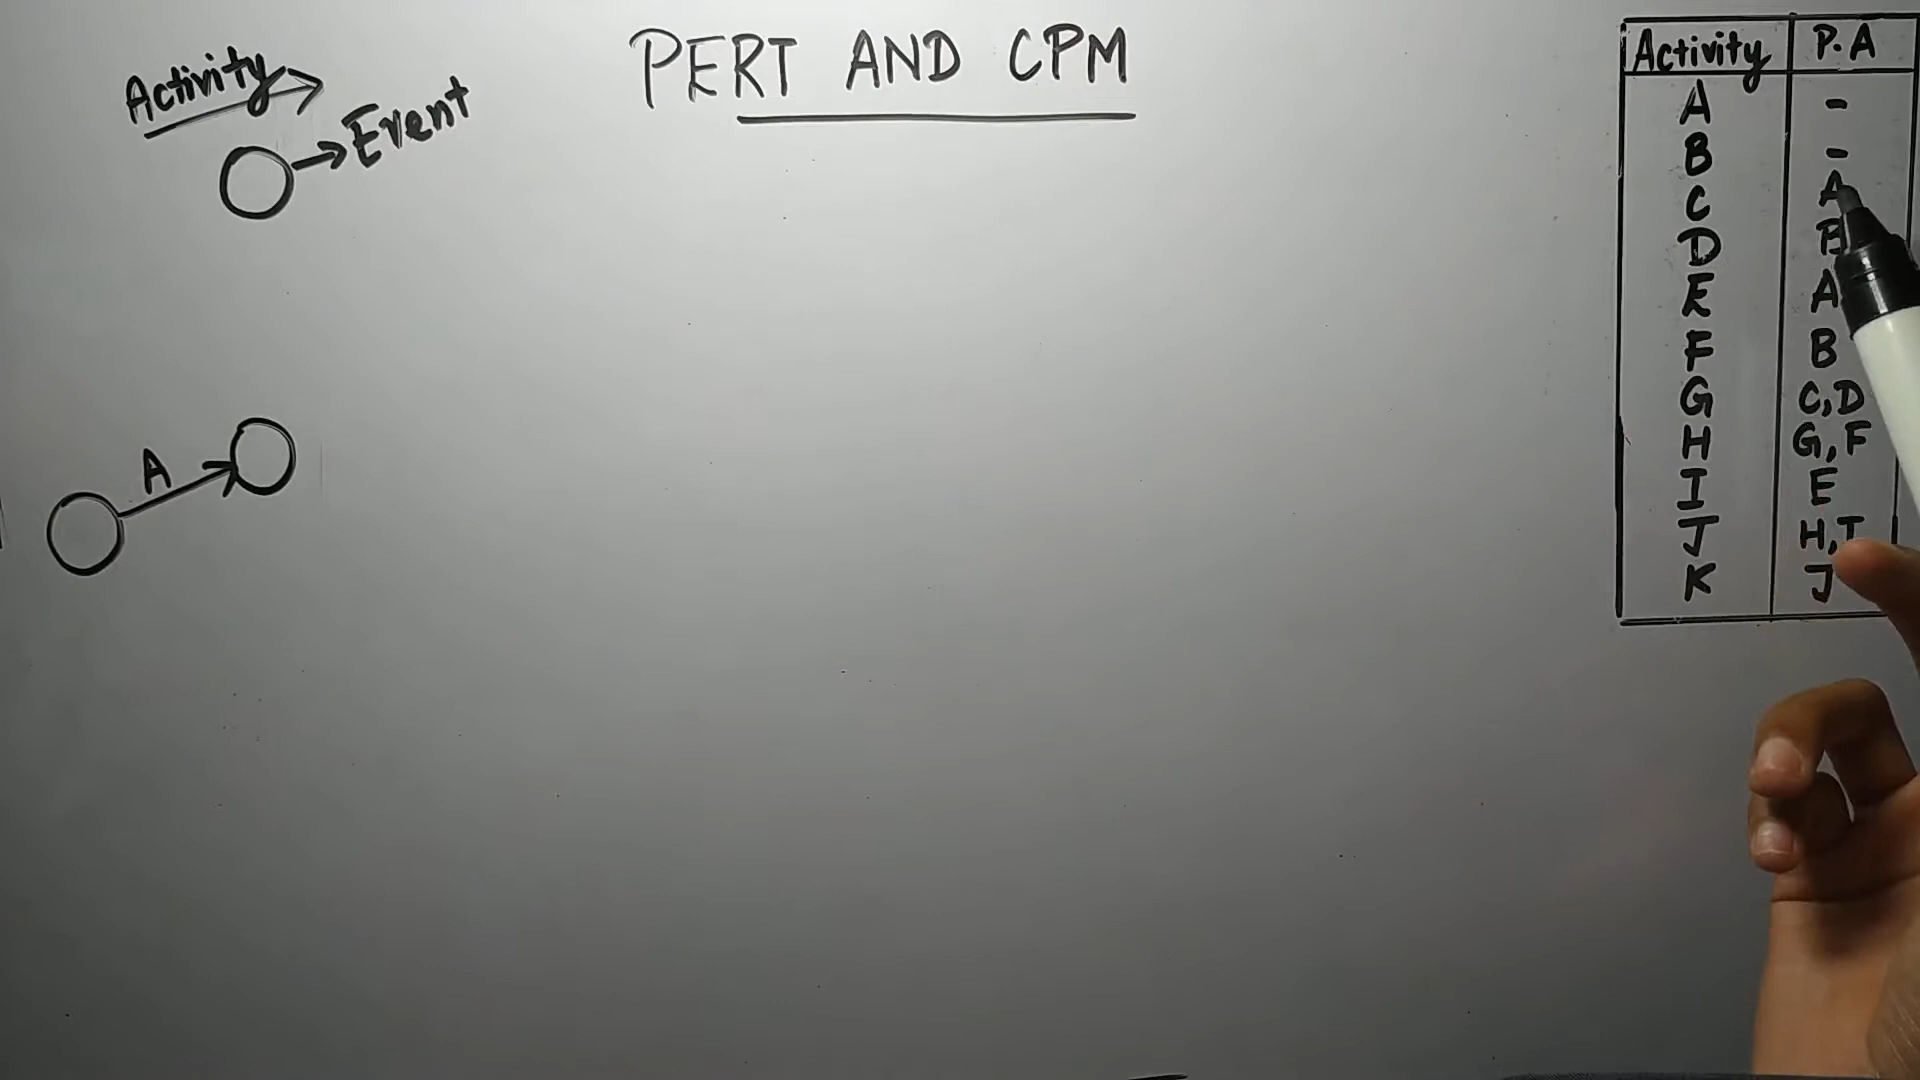 PERT AND CPM
Activity
Event
A
Activity P.A
A -
B -
C A
D B
E A
F B
G C,D
H G,F
I E
J H,I
K J